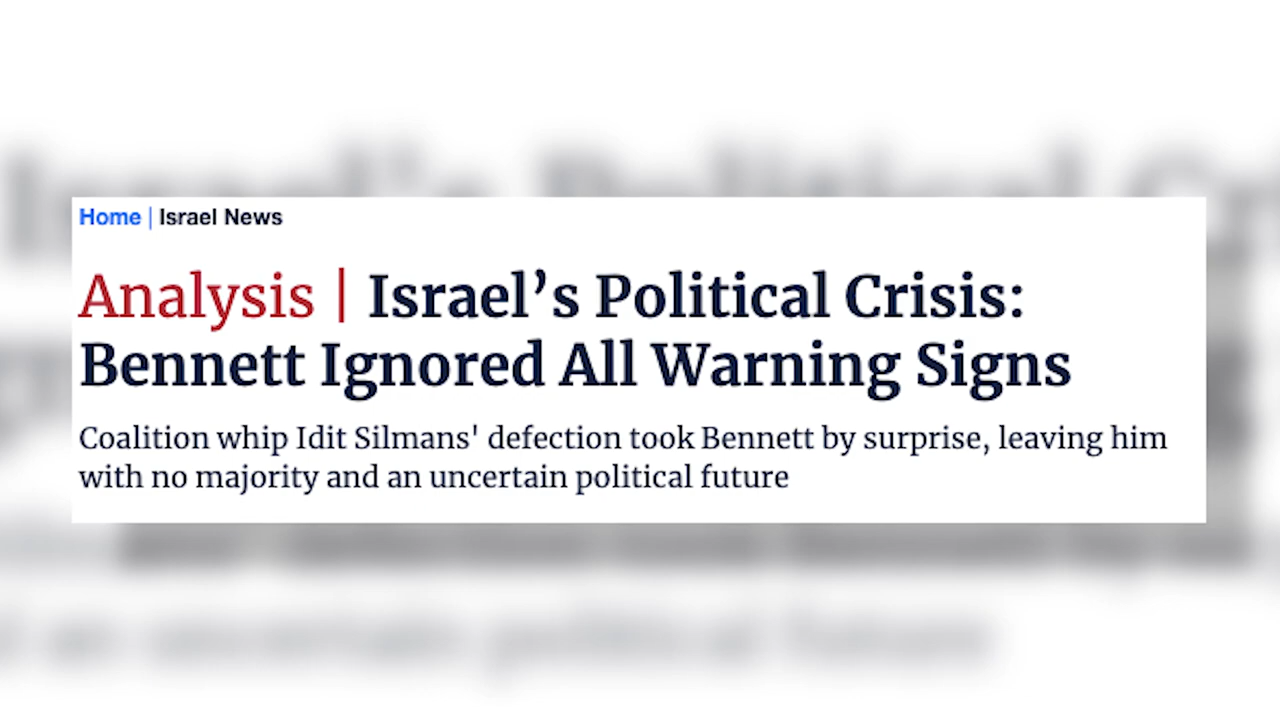 Home | Israel News
Analysis | Israel’s Political Crisis:
Bennett Ignored All Warning Signs
Coalition whip Idit Silmans' defection took Bennett by surprise, leaving him
with no majority and an uncertain political future